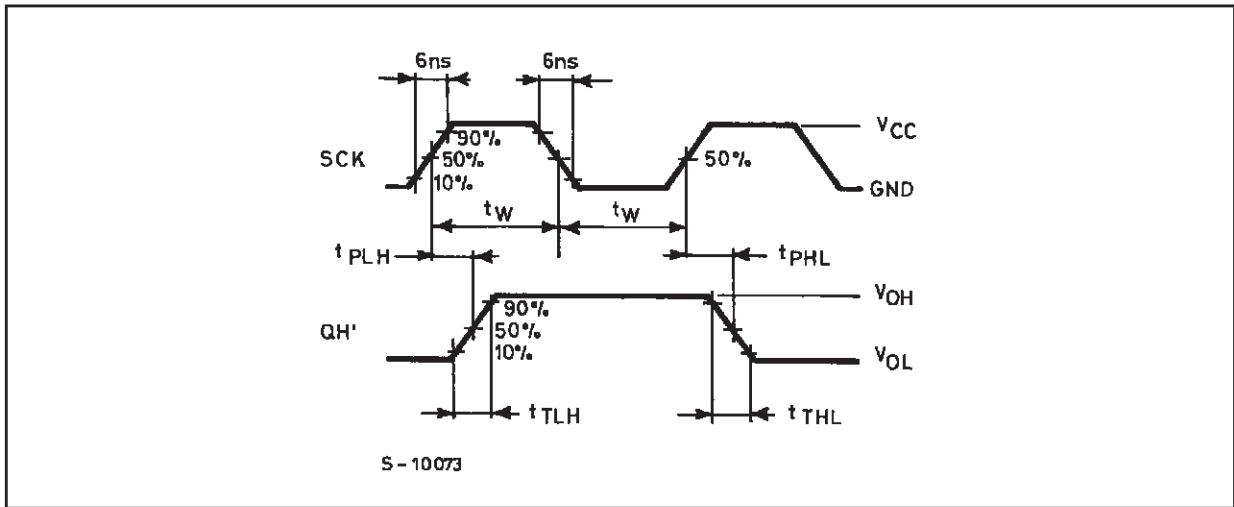 6ns 6ns
90% VCC
SCK 50% 50%
10% GND
tW tW
tPLH tPHL
90% VOH
QH' 50%
10% VOL
tTLH tTHL
S-10073